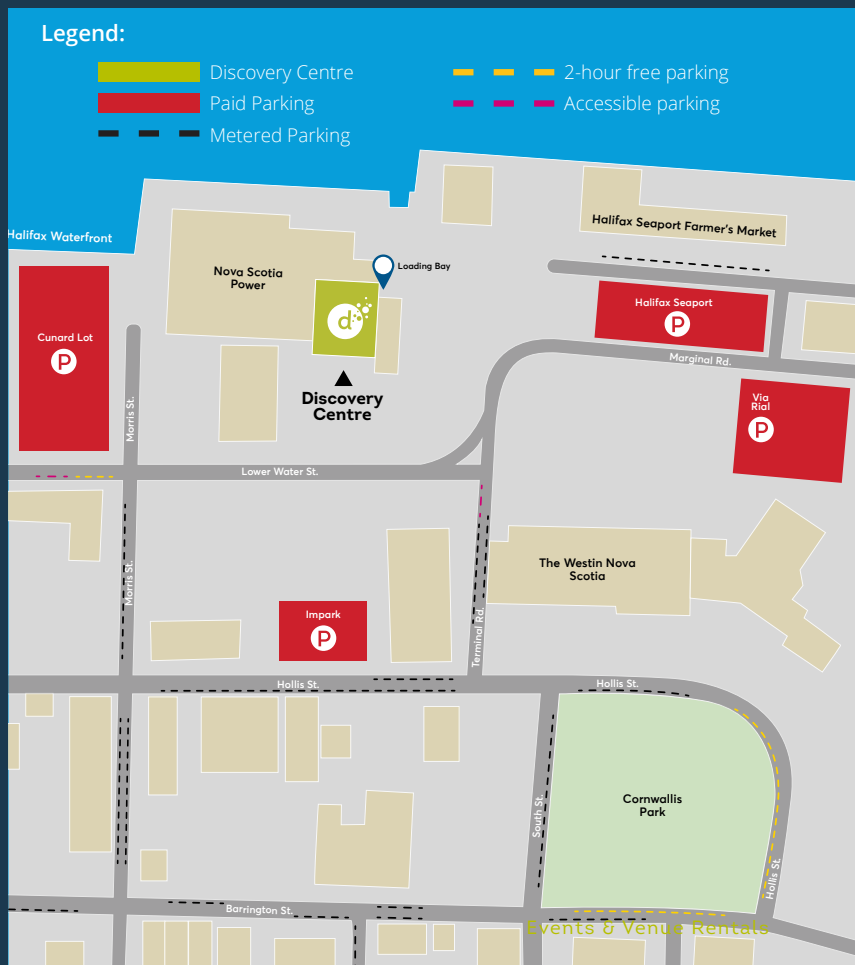 Legend:
Discovery Centre
2-hour free parking
Paid Parking
Accessible parking
Metered Parking
Halifax Waterfront
Halifax Seaport Farmer's Market
Nova Scotia
Power
Loading Bay
Cunard Lot
P
d
Halifax Seaport
P
Marginal Rd.
Discovery
Centre
Via
Rial
P
Morris St.
Lower Water St.
The Westin Nova
Scotia
Morris St.
Impark
P
Terminal Rd.
Hollis St.
Hollis St.
Cornwallis
Park
South St.
Hollis St.
Barrington St.
Events & Venue Rentals